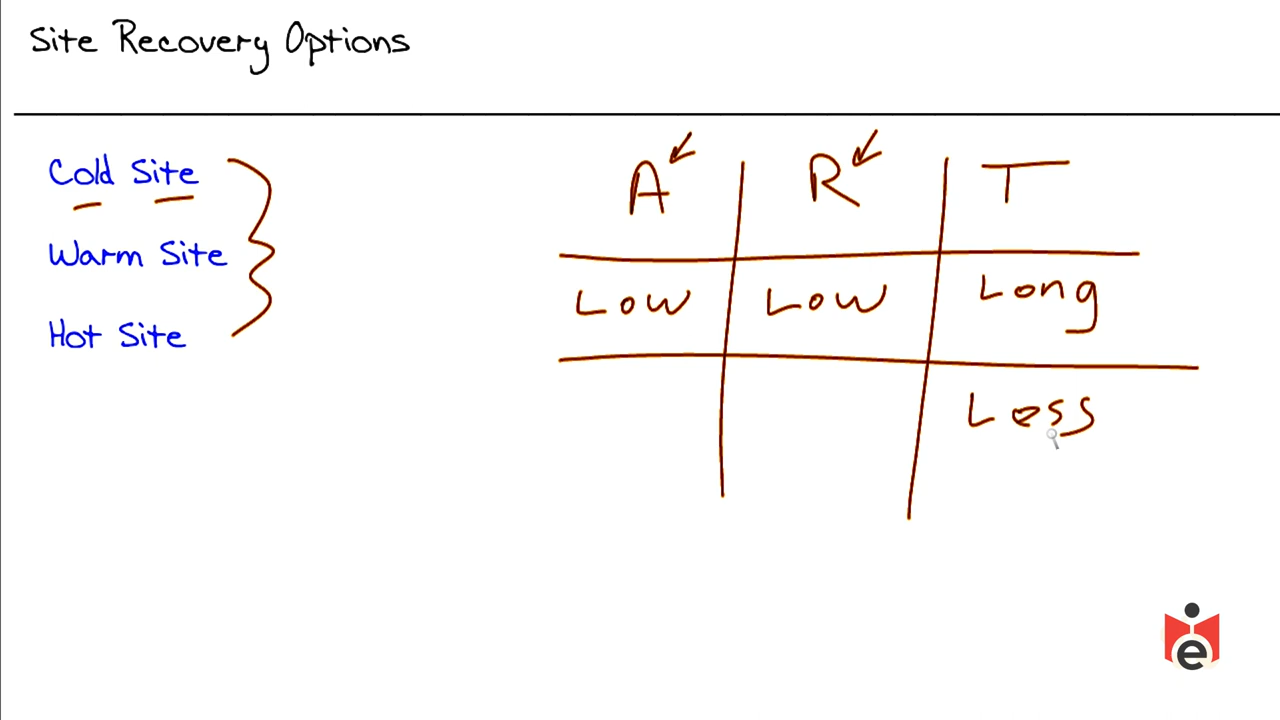 Site Recovery Options
Cold Site
Warm Site
Hot Site
A R T
Low Low Long
Less
e